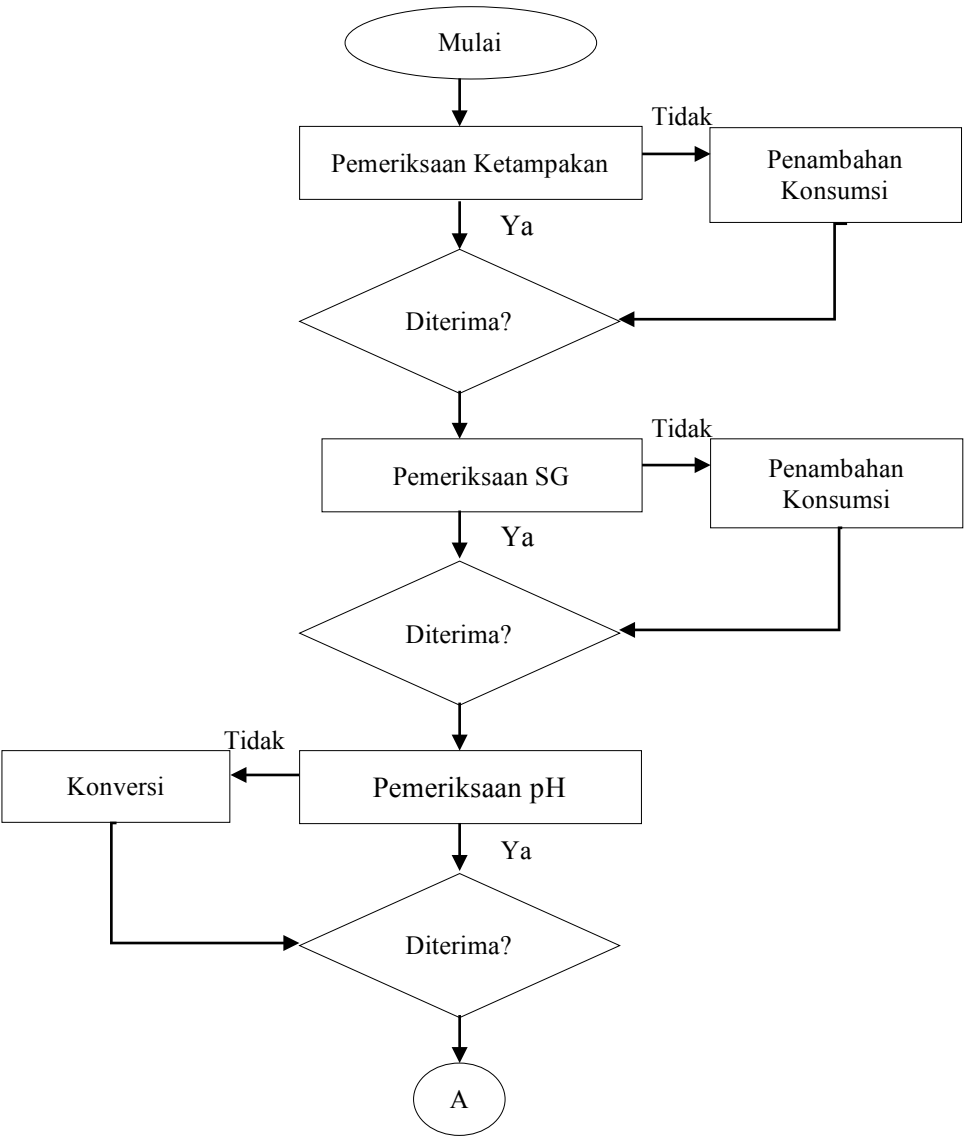 Mulai
Tidak
Pemeriksaan Ketampakan
Penambahan
Konsumsi
Ya
Diterima?
Tidak
Pemeriksaan SG
Penambahan
Konsumsi
Ya
Diterima?
Tidak
Konversi
Pemeriksaan pH
Ya
Diterima?
A